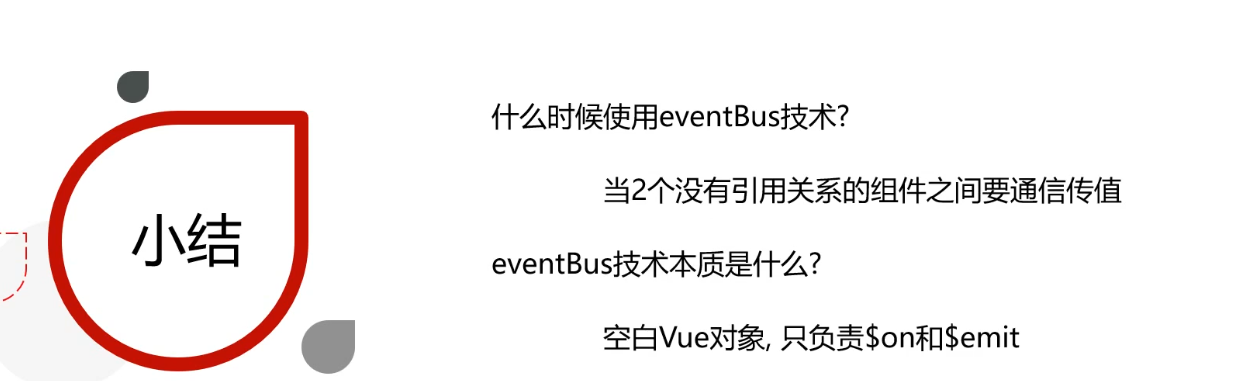 小结
什么时候使用eventBus技术?
当2个没有引用关系的组件之间要通信传值
eventBus技术本质是什么?
空白Vue对象, 只负责$on和$emit